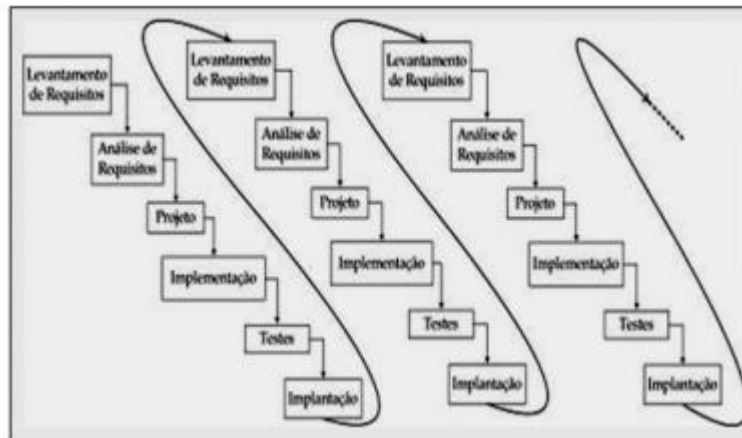 Levantamento
de Requisitos
Análise de
Requisitos
Projeto
Implementação
Testes
Implantação
Levantamento
de Requisitos
Análise de
Requisitos
Projeto
Implementação
Testes
Implantação
Levantamento
de Requisitos
Análise de
Requisitos
Projeto
Implementação
Testes
Implantação